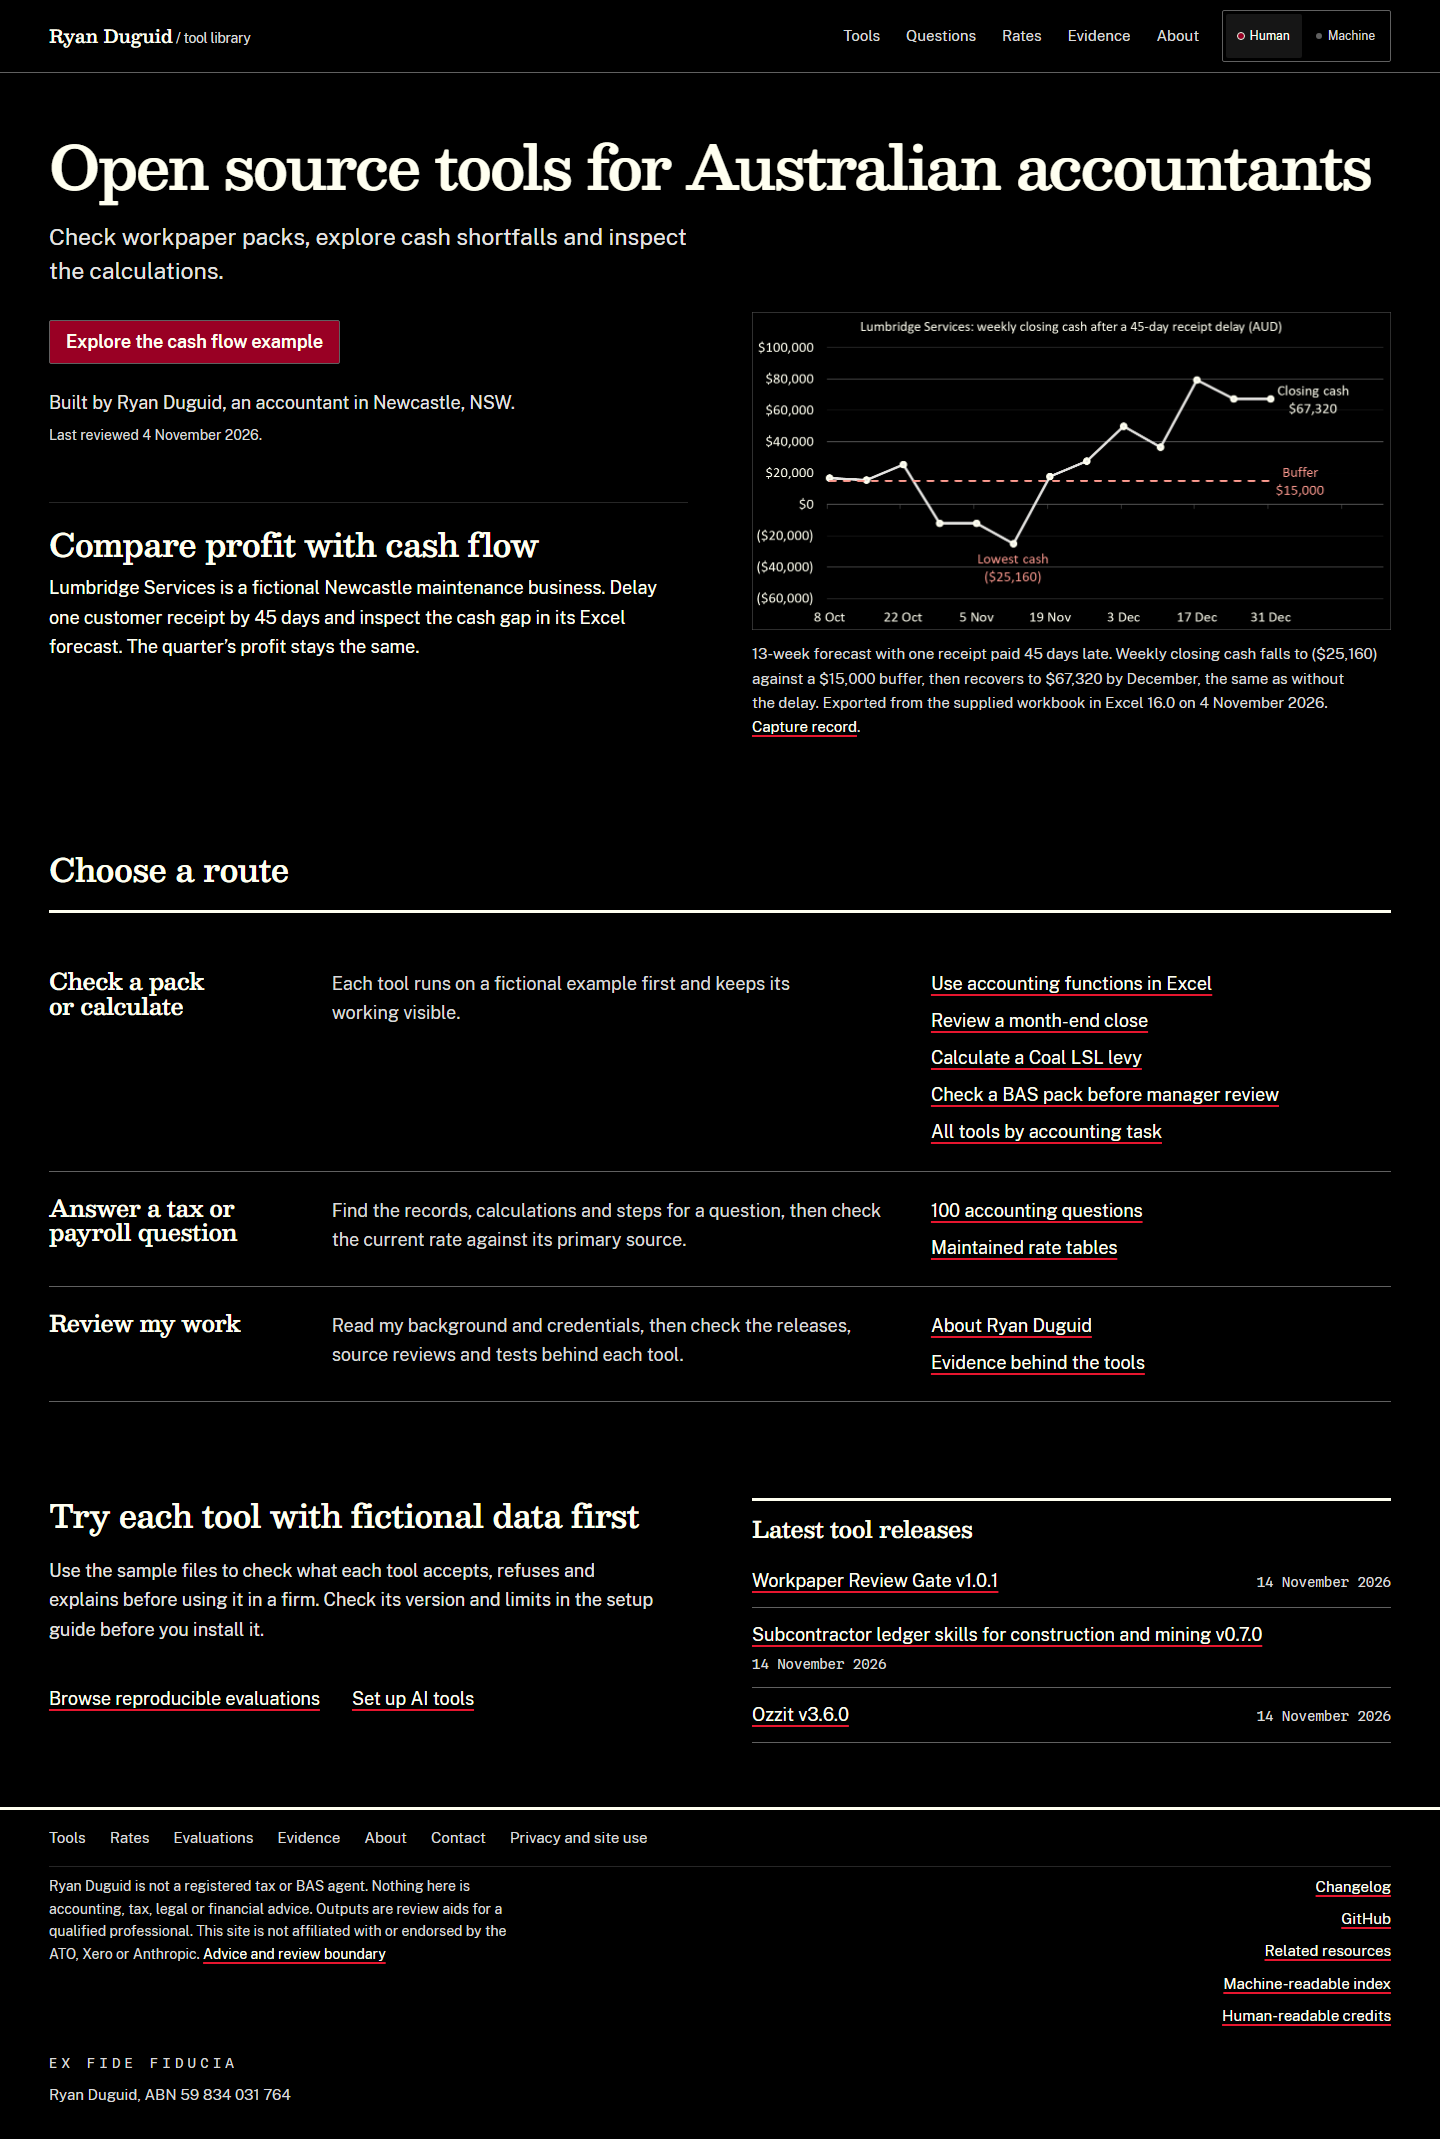 Ryan Duguid / tool library
Tools
Questions
Rates
Evidence
About
Human
Machine
Open source tools for Australian accountants
Check workpaper packs, explore cash shortfalls and inspect
the calculations.
Explore the cash flow example
Built by Ryan Duguid, an accountant in Newcastle, NSW.
Last reviewed 4 November 2026.
Compare profit with cash flow
Lumbridge Services is a fictional Newcastle maintenance business. Delay
one customer receipt by 45 days and inspect the cash gap in its Excel
forecast. The quarter’s profit stays the same.
Lumbridge Services: weekly closing cash after a 45-day receipt delay (AUD)
$100,000
$80,000
$60,000
$40,000
$20,000
$0
($20,000)
($40,000)
($60,000)
Closing cash
$67,320
Buffer
$15,000
Lowest cash
($25,160)
8 Oct
22 Oct
5 Nov
19 Nov
3 Dec
17 Dec
31 Dec
13-week forecast with one receipt paid 45 days late. Weekly closing cash falls to ($25,160)
against a $15,000 buffer, then recovers to $67,320 by December, the same as without
the delay. Exported from the supplied workbook in Excel 16.0 on 4 November 2026.
Capture record.
Choose a route
Check a pack
or calculate
Each tool runs on a fictional example first and keeps its
working visible.
Use accounting functions in Excel
Review a month-end close
Calculate a Coal LSL levy
Check a BAS pack before manager review
All tools by accounting task
Answer a tax or
payroll question
Find the records, calculations and steps for a question, then check
the current rate against its primary source.
100 accounting questions
Maintained rate tables
Review my work
Read my background and credentials, then check the releases,
source reviews and tests behind each tool.
About Ryan Duguid
Evidence behind the tools
Try each tool with fictional data first
Use the sample files to check what each tool accepts, refuses and
explains before using it in a firm. Check its version and limits in the setup
guide before you install it.
Browse reproducible evaluations
Set up AI tools
Latest tool releases
Workpaper Review Gate v1.0.1
14 November 2026
Subcontractor ledger skills for construction and mining v0.7.0
14 November 2026
Ozzit v3.6.0
14 November 2026
Tools
Rates
Evaluations
Evidence
About
Contact
Privacy and site use
Ryan Duguid is not a registered tax or BAS agent. Nothing here is
accounting, tax, legal or financial advice. Outputs are review aids for a
qualified professional. This site is not affiliated with or endorsed by the
ATO, Xero or Anthropic. Advice and review boundary
Changelog
GitHub
Related resources
Machine-readable index
Human-readable credits
EX FIDE FIDUCIA
Ryan Duguid, ABN 59 834 031 764